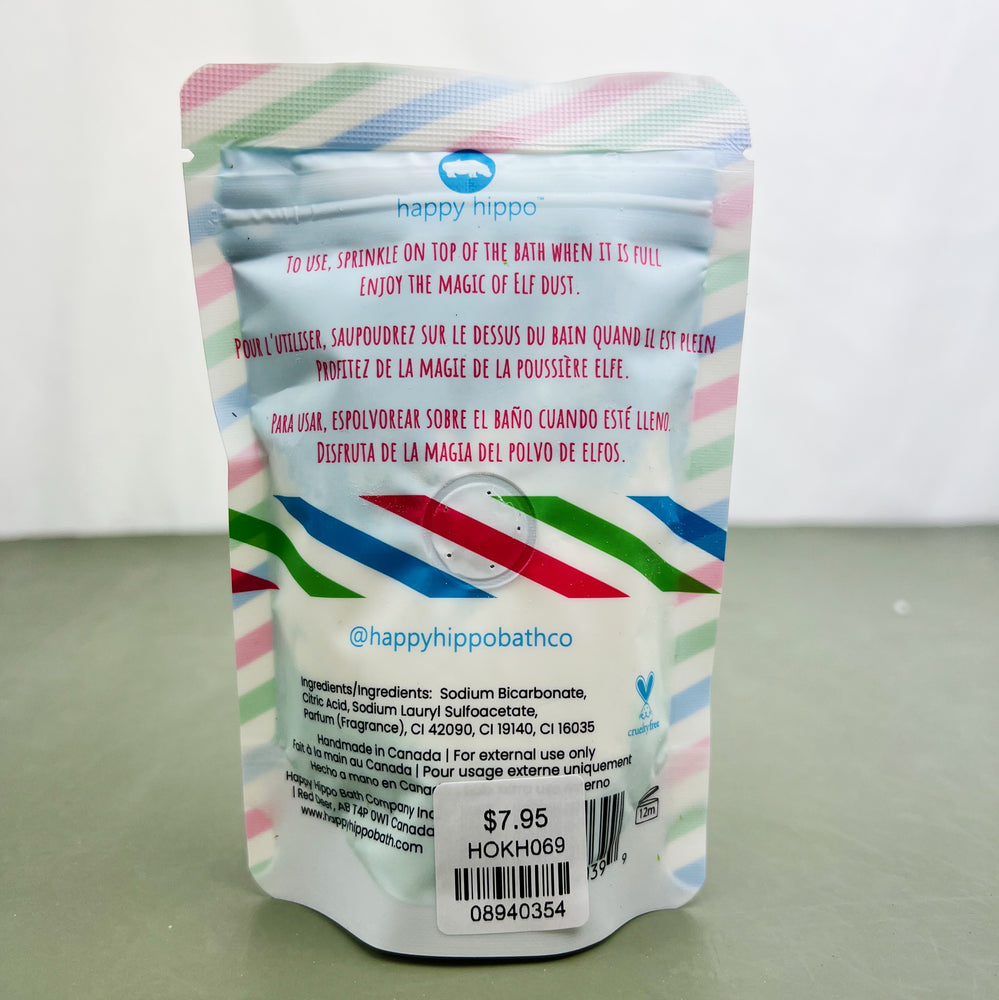 happy hippo™
TO USE, SPRINKLE ON TOP OF THE BATH WHEN IT IS FULL
ENJOY THE MAGIC OF ELF DUST.
POUR L'UTILISER, SAUPOUDREZ SUR LE DESSUS DU BAIN QUAND IL EST PLEIN
PROFITEZ DE LA MAGIE DE LA POUSSIÈRE ELFE.
PARA USAR, ESPOLVOREAR SOBRE EL BAÑO CUANDO ESTÉ LLENO.
DISFRUTA DE LA MAGIA DEL POLVO DE ELFOS.
@happyhippobathco
Ingredients/Ingredients: Sodium Bicarbonate,
Citric Acid, Sodium Lauryl Sulfoacetate,
Parfum (Fragrance), CI 42090, CI 19140, CI 16035
cruelty free
Handmade in Canada | For external use only
Fait à la main au Canada | Pour usage externe uniquement
Hecho a mano en
Happy Hippo Bath Company Inc
| Red Deer, AB T4P 0W1 Canada
www.happyhippobath.com
12m
39 9
$7.95
HOKH069
08940354